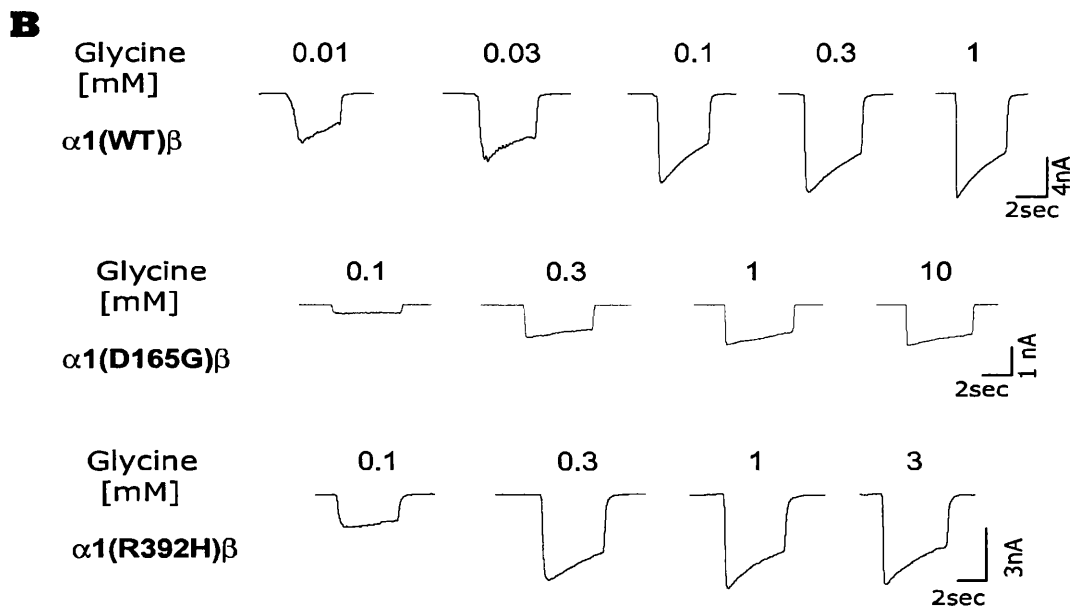 B
Glycine 0.01 0.03 0.1 0.3 1
[mM]
α1(WT)β
4nA
2sec
Glycine 0.1 0.3 1 10
[mM]
α1(D165G)β
1 nA
2sec
Glycine 0.1 0.3 1 3
[mM]
α1(R392H)β
3nA
2sec